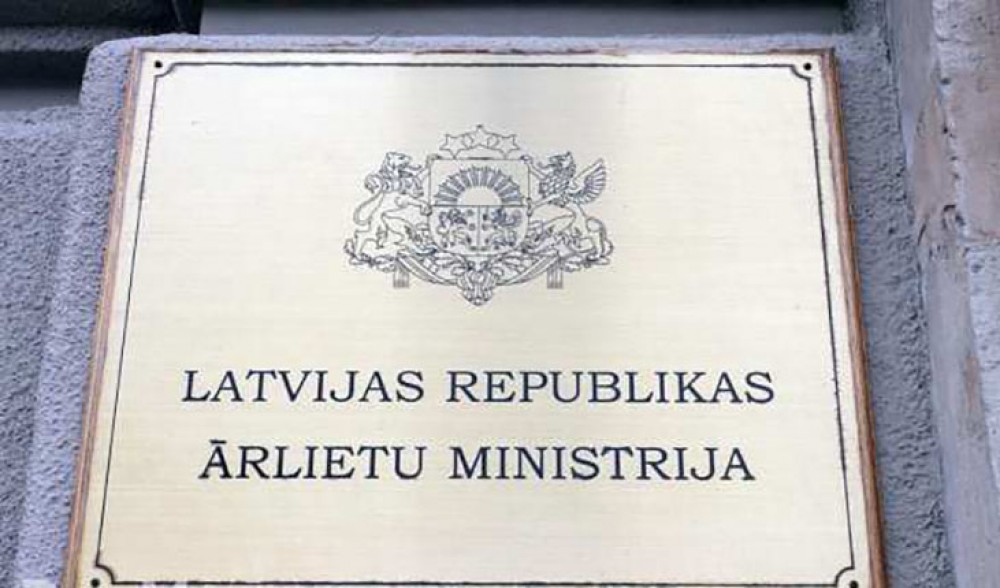 LATVIJAS REPUBLIKAS
ĀRLIETU MINISTRIJA